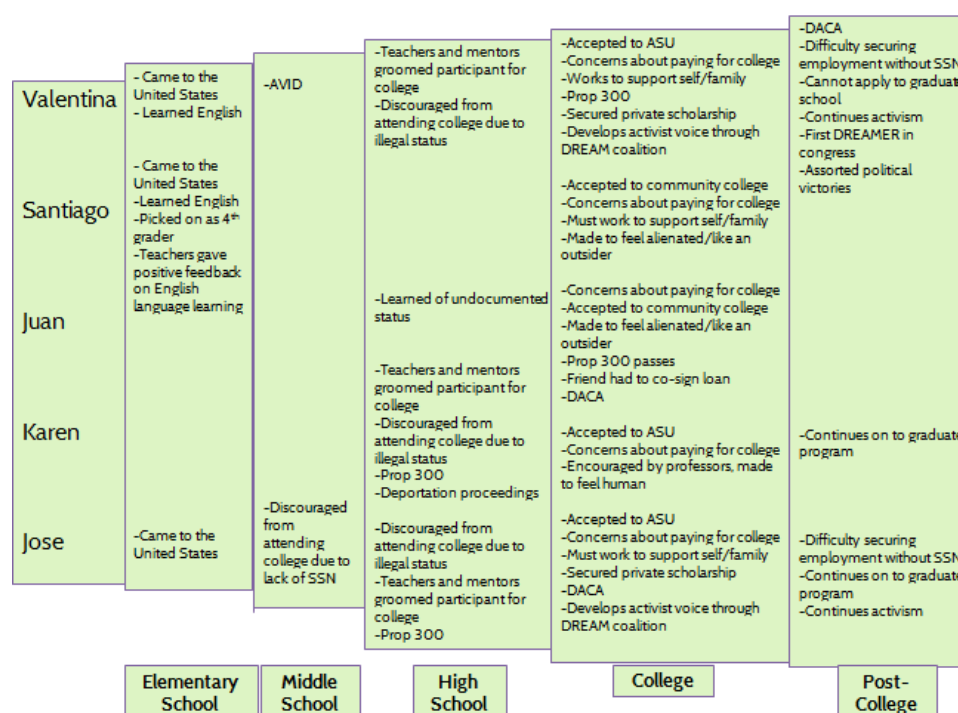 Valentina
Santiago
Juan
Karen
Jose
- Came to the
United States
- Learned English
- Came to the
United States
-Learned English
-Picked on as 4th
grader
-Teachers gave
positive feedback
on English
language learning
-Came to the
United States
-AVID
-Discouraged
from
attending
college due to
lack of SSN
-Teachers and mentors
groomed participant for
college
-Discouraged from
attending college due to
illegal status
-Learned of undocumented
status
-Teachers and mentors
groomed participant for
college
-Discouraged from
attending college due to
illegal status
-Prop 300
-Deportation proceedings
-Discouraged from
attending college due to
illegal status
-Teachers and mentors
groomed participant for
college
-Prop 300
-Accepted to ASU
-Concerns about paying for college
-Works to support self/family
-Prop 300
-Secured private scholarship
-Develops activist voice through
DREAM coalition
-Accepted to community college
-Concerns about paying for college
-Must work to support self/family
-Made to feel alienated/like an
outsider
-Concerns about paying for college
-Accepted to community college
-Made to feel alienated/like an
outsider
-Prop 300 passes
-Friend had to co-sign loan
-DACA
-Accepted to ASU
-Concerns about paying for college
-Encouraged by professors, made
to feel human
-Accepted to ASU
-Concerns about paying for college
-Must work to support self/family
-Secured private scholarship
-DACA
-Develops activist voice through
DREAM coalition
-DACA
-Difficulty securing
employment without SSN
-Cannot apply to graduate
school
-Continues activism
-First DREAMER in
congress
-Assorted political
victories
-Continues on to graduate
program
-Difficulty securing
employment without SSN
-Continues on to graduate
program
-Continues activism
Elementary
School
Middle
School
High
School
College
Post-
College